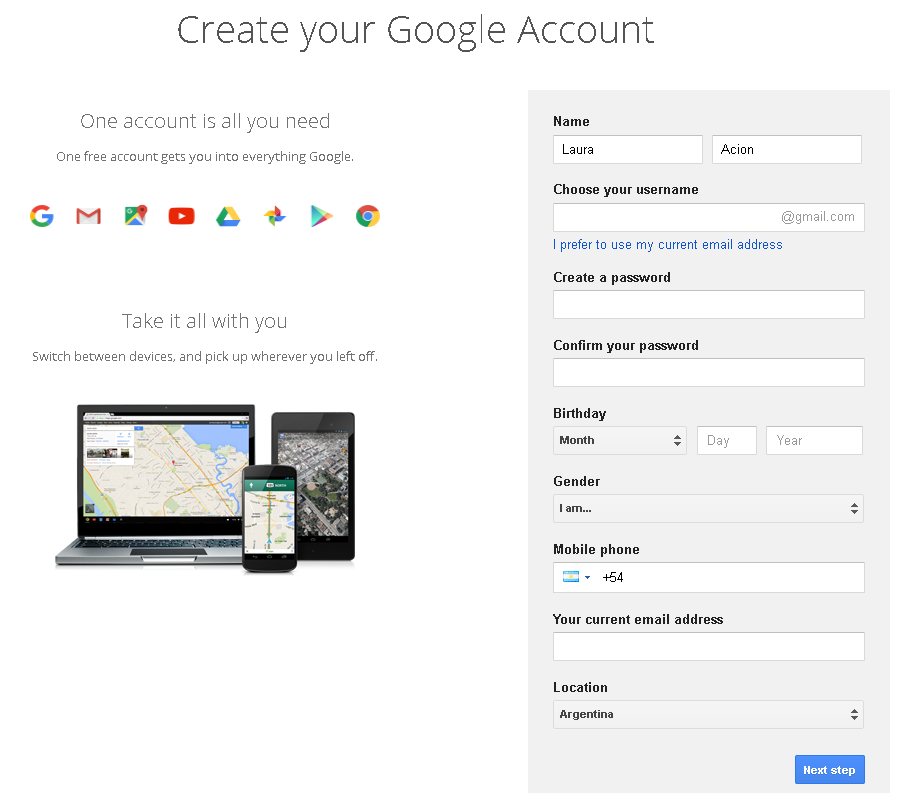 Create your Google Account
One account is all you need
One free account gets you into everything Google.
Take it all with you
Switch between devices, and pick up wherever you left off.
Name
Laura Acion
Choose your username
@gmail.com
I prefer to use my current email address
Create a password
Confirm your password
Birthday
Month Day Year
Gender
I am...
Mobile phone
+54
Your current email address
Location
Argentina
Next step